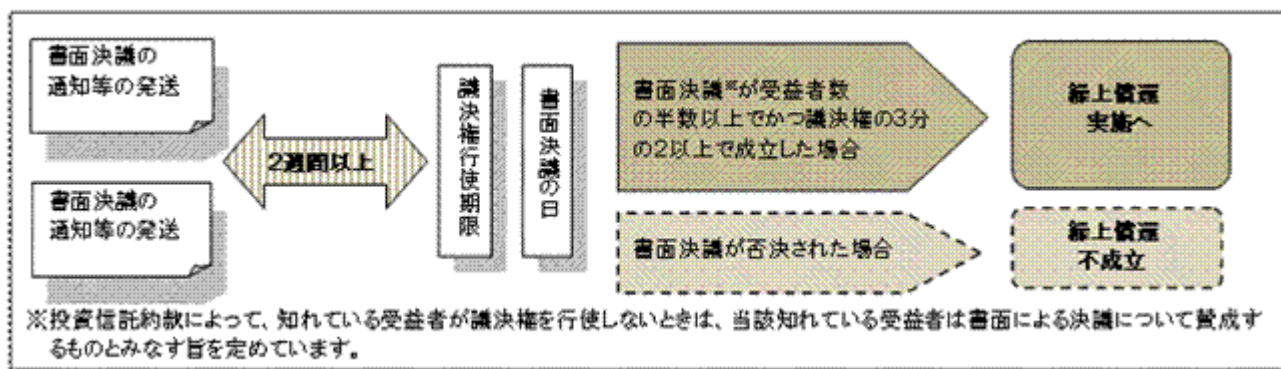 書面決議の
通知等の発送
書面決議の
通知等の発送
2週間以上
議決権行使期限
書面決議の日
書面決議※が受益者数
の半数以上でかつ議決権の3分
の2以上で成立した場合
繰上償還
実施へ
書面決議が否決された場合
繰上償還
不成立
※投資信託約款によって、知れている受益者が議決権を行使しないときは、当該知れている受益者は書面による決議について賛成す
るものとみなす旨を定めています。